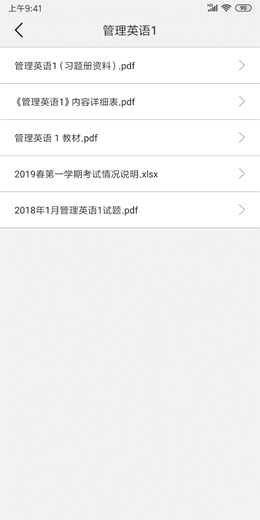 上午9:41
90
管理英语1
管理英语1（习题册资料）.pdf
《管理英语1》内容详细表.pdf
管理英语 1 教材.pdf
2019春第一学期考试情况说明.xlsx
2018年1月管理英语1试题.pdf